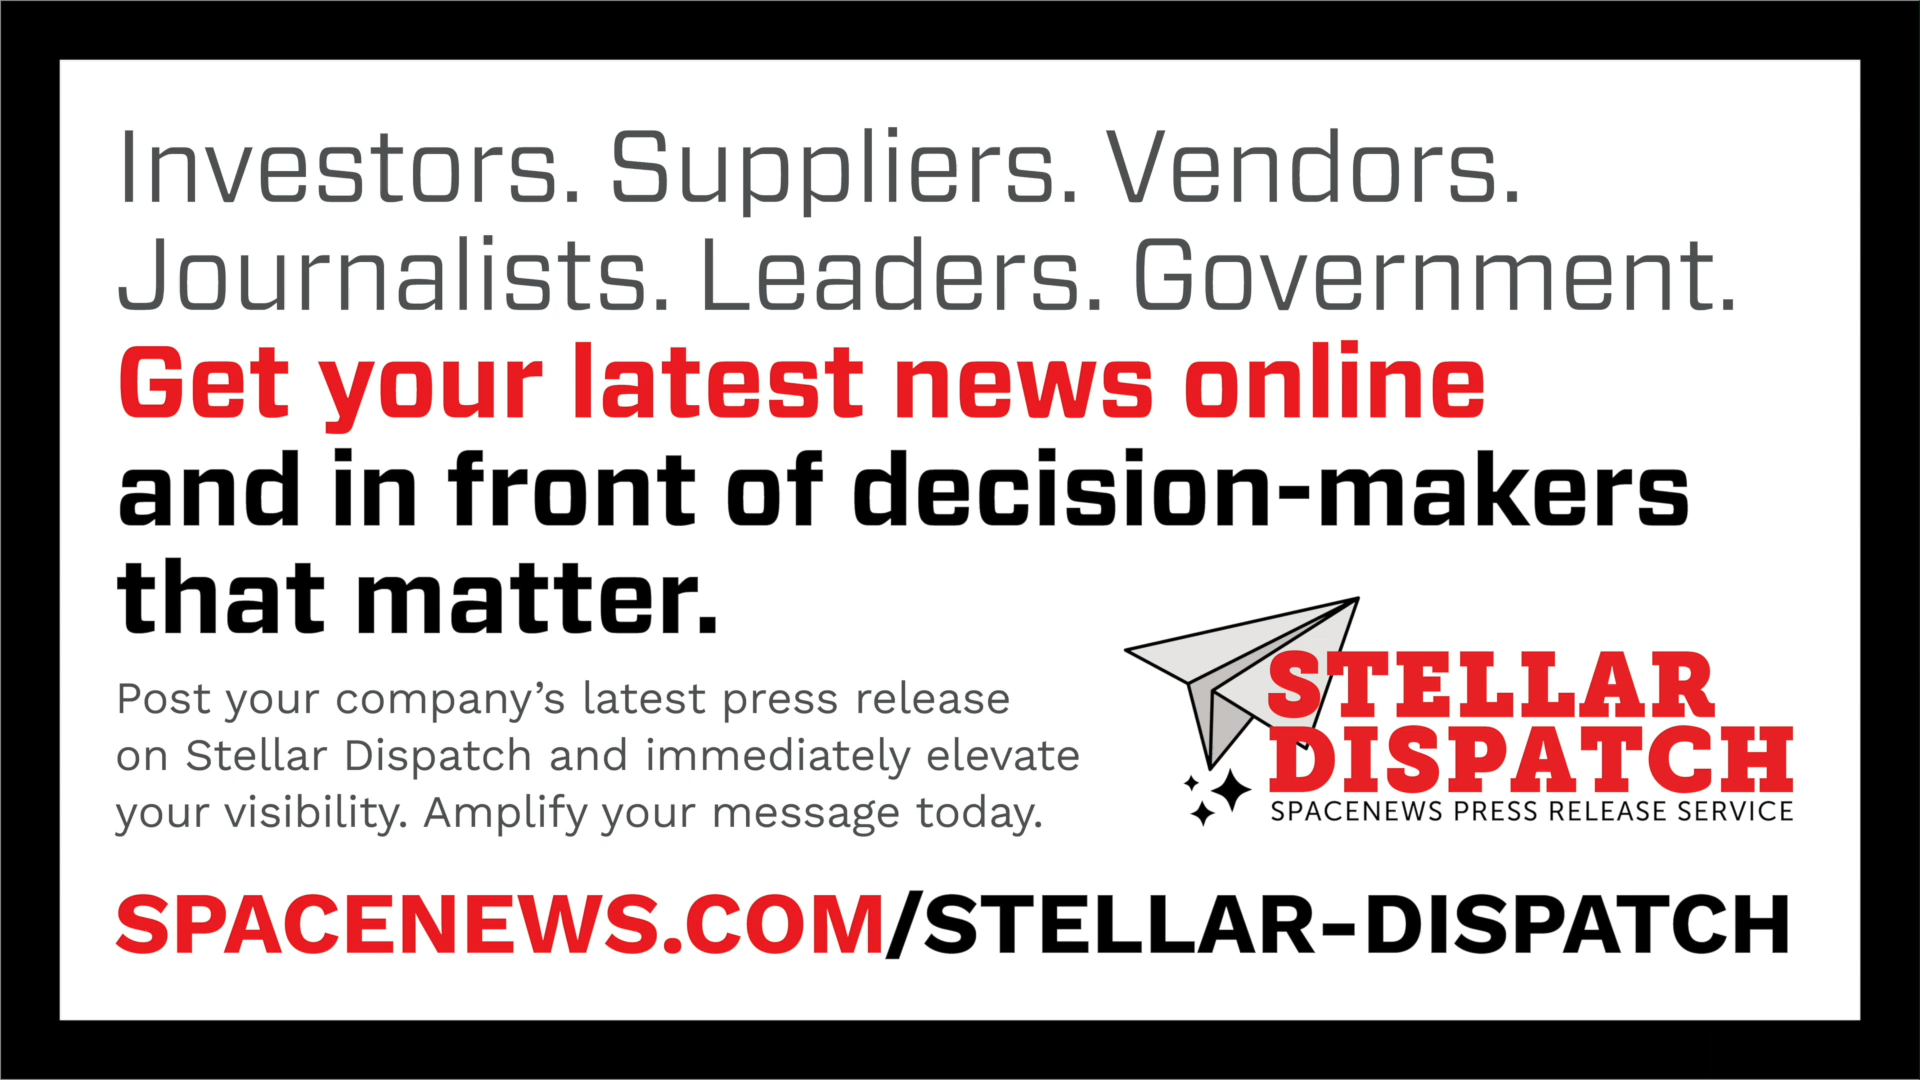 Investors. Suppliers. Vendors.
Journalists. Leaders. Government.
Get your latest news online
and in front of decision-makers
that matter.
Post your company’s latest press release
on Stellar Dispatch and immediately elevate
your visibility. Amplify your message today.
STELLAR
DISPATCH
SPACENEWS PRESS RELEASE SERVICE
SPACENEWS.COM/STELLAR-DISPATCH